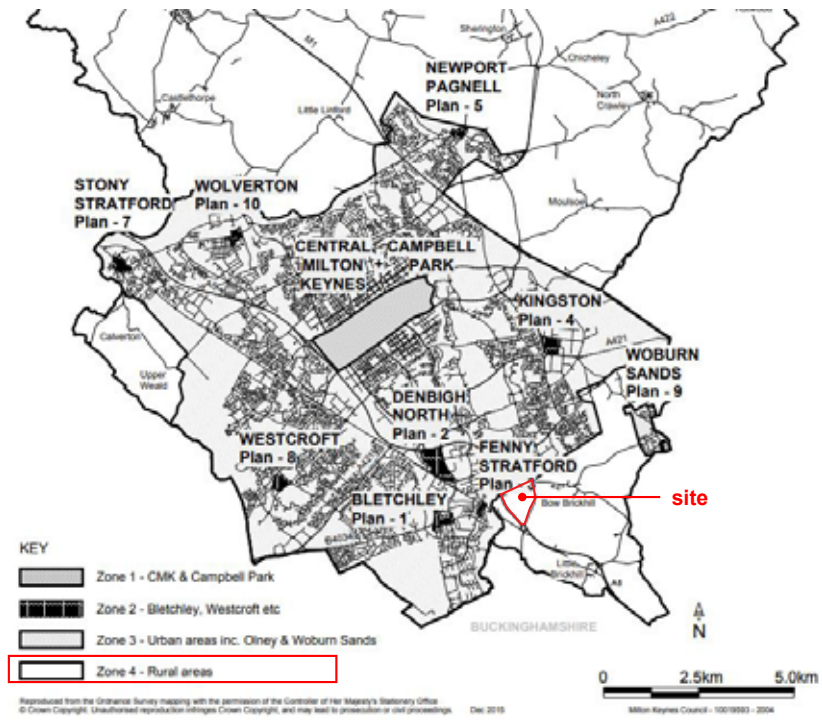 Sherington
A422
M1
Chicheley
NEWPORT
PAGNELL
Plan - 5
Castlethorpe
Little Linford
North
Crawley
STONY
STRATFORD
Plan - 7
WOLVERTON
Plan - 10
Moulsoe
CENTRAL
MILTON
KEYNES
+
CAMPBELL
PARK
KINGSTON
Plan - 4
Calverton
A421
WOBURN
SANDS
Plan - 9
Upper
Weald
DENBIGH
NORTH
Plan - 2
WESTCROFT
Plan - 8
FENNY
STRATFORD
Plan - 3
site
Bow Brickhill
BLETCHLEY
Plan - 1
Little
Brickhill
A5
KEY
Zone 1 - CMK & Campbell Park
Zone 2 - Bletchley, Westcroft etc
Zone 3 - Urban areas inc. Olney & Woburn Sands
Zone 4 - Rural areas
BUCKINGHAMSHIRE
N
0 2.5km 5.0km
Reproduced from the Ordnance Survey mapping with the permission of the Controller of Her Majesty's Stationery Office
© Crown Copyright. Unauthorised reproduction infringes Crown Copyright, and may lead to prosecution or civil proceedings. Dec 2015
Milton Keynes Council - 10019593 - 2004